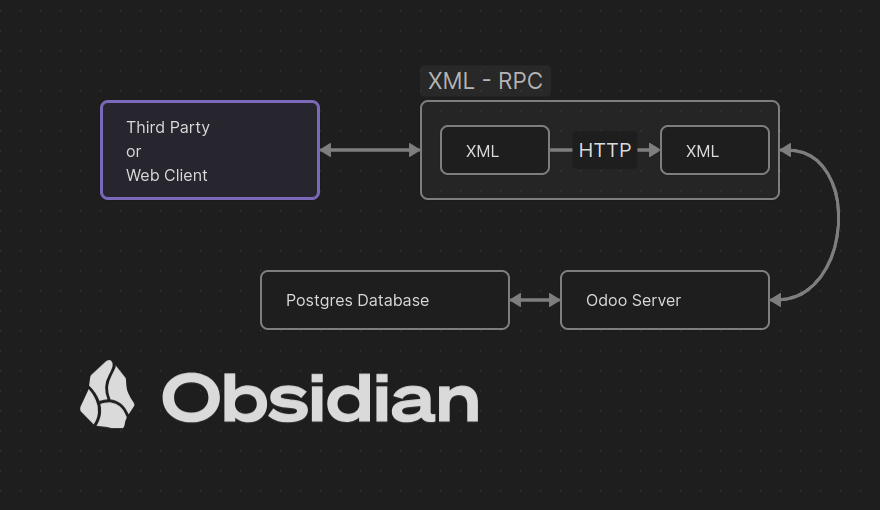 XML - RPC
Third Party
or
Web Client
XML
HTTP
XML
Postgres Database
Odoo Server
Obsidian